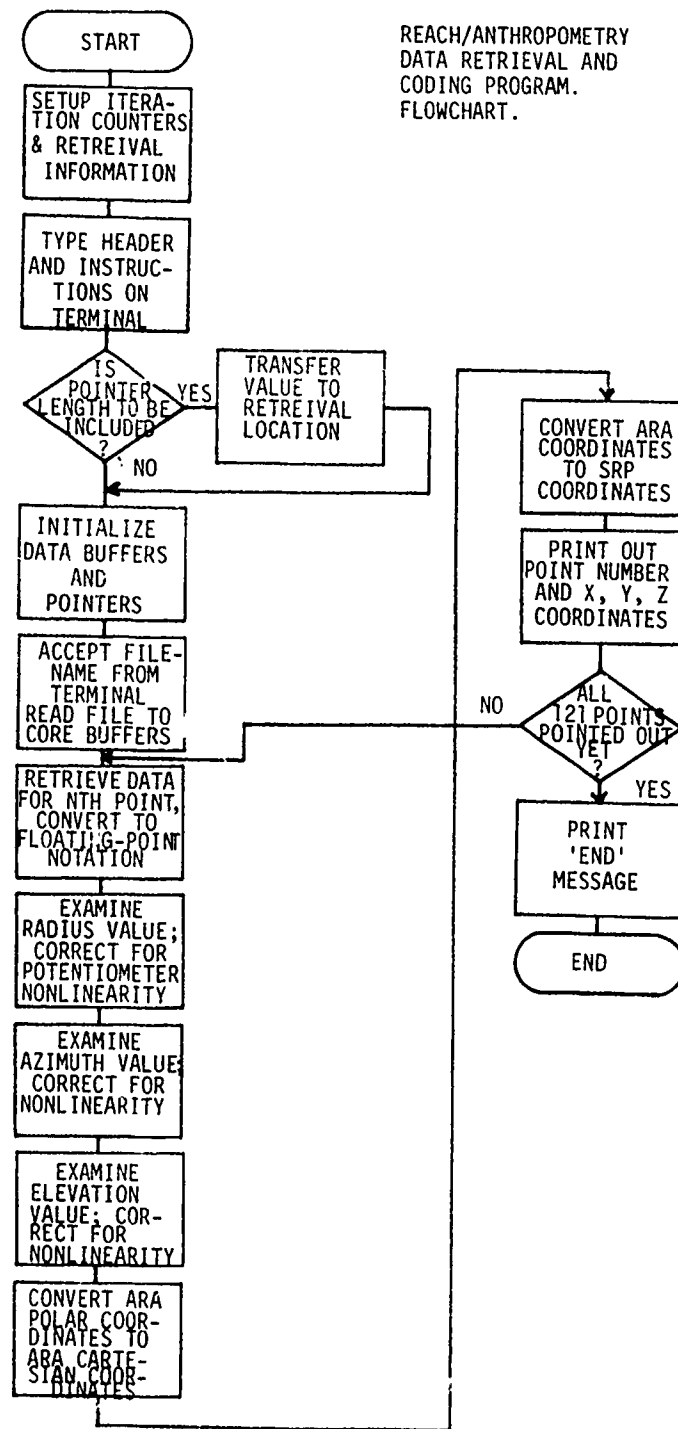 START
REACH/ANTHROPOMETRY
DATA RETRIEVAL AND
CODING PROGRAM.
FLOWCHART.
SETUP ITERA-
TION COUNTERS
& RETREIVAL
INFORMATION
TYPE HEADER
AND INSTRUC-
TIONS ON
TERMINAL
IS
POINTER
LENGTH TO BE
INCLUDED
?
YES
NO
TRANSFER
VALUE TO
RETREIVAL
LOCATION
INITIALIZE
DATA BUFFERS
AND
POINTERS
ACCEPT FILE-
NAME FROM
TERMINAL
READ FILE TO
CORE BUFFERS
RETRIEVE DATA
FOR NTH POINT,
CONVERT TO
FLOATING-POINT
NOTATION
EXAMINE
RADIUS VALUE;
CORRECT FOR
POTENTIOMETER
NONLINEARITY
EXAMINE
AZIMUTH VALUE;
CORRECT FOR
NONLINEARITY
EXAMINE
ELEVATION
VALUE; COR-
RECT FOR
NONLINEARITY
CONVERT ARA
POLAR COOR-
DINATES TO
ARA CARTE-
SIAN COOR-
DINATES
CONVERT ARA
COORDINATES
TO SRP
COORDINATES
PRINT OUT
POINT NUMBER
AND X, Y, Z
COORDINATES
ALL
121 POINTS
POINTED OUT
YET
?
NO
YES
PRINT
'END'
MESSAGE
END